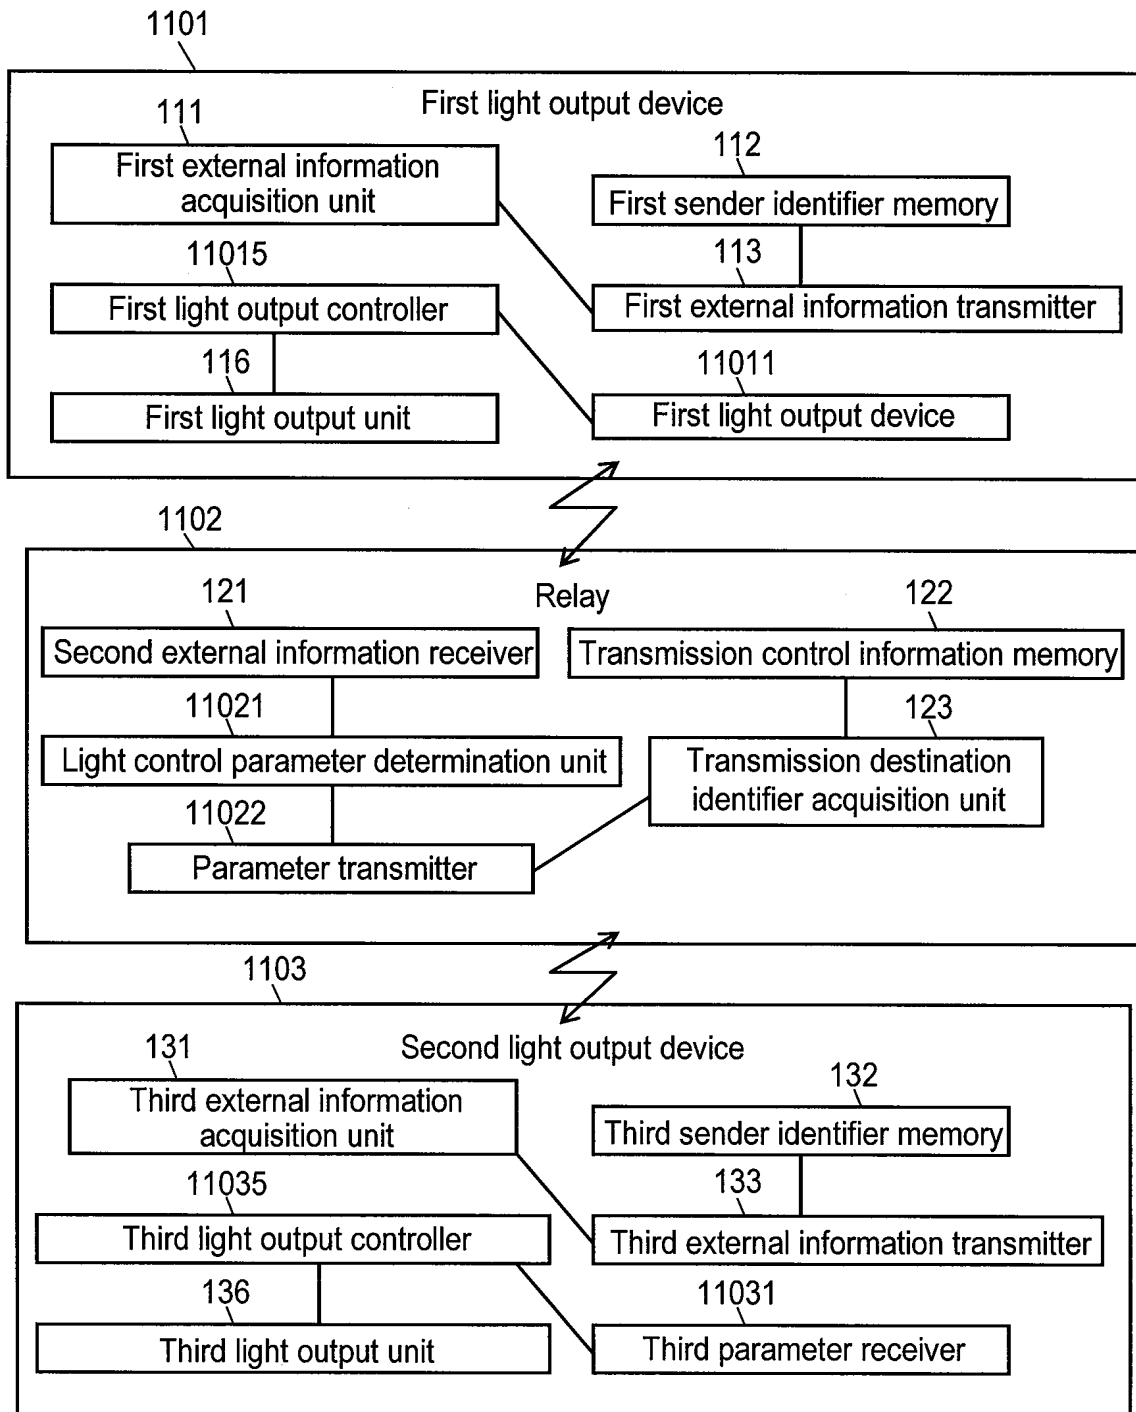 1101
First light output device
111
First external information
acquisition unit
112
First sender identifier memory
11015
First light output controller
113
First external information transmitter
116
First light output unit
11011
First light output device
1102
Relay
121
Second external information receiver
122
Transmission control information memory
11021
Light control parameter determination unit
123
Transmission destination
identifier acquisition unit
11022
Parameter transmitter
1103
Second light output device
131
Third external information
acquisition unit
132
Third sender identifier memory
11035
Third light output controller
133
Third external information transmitter
136
Third light output unit
11031
Third parameter receiver